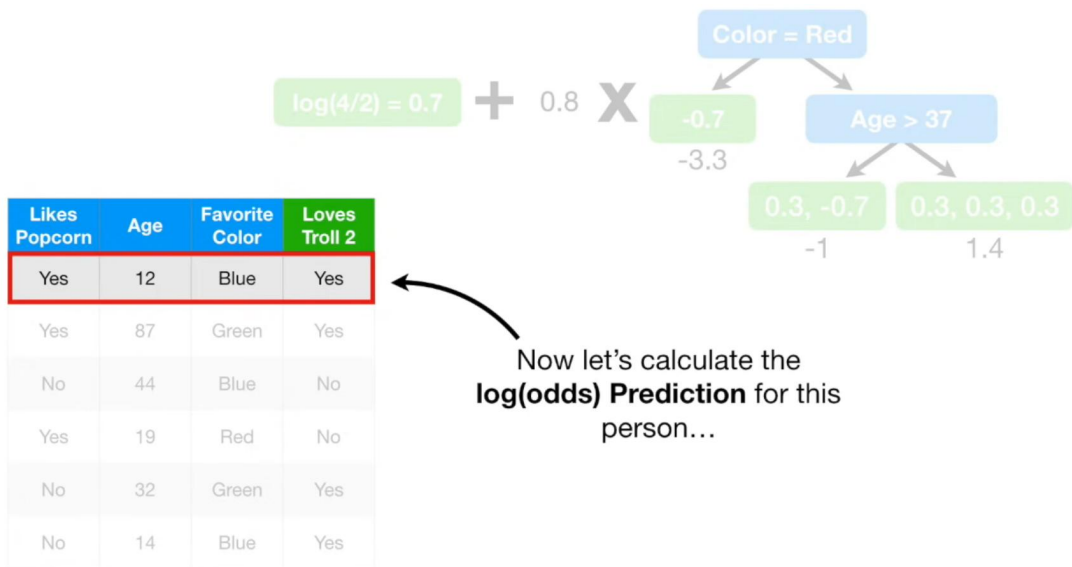 Color = Red
log(4/2) = 0.7 + 0.8 X -0.7
Age > 37
-3.3
0.3, -0.7 0.3, 0.3, 0.3
-1 1.4
Likes Popcorn Age Favorite Color Loves Troll 2
Yes 12 Blue Yes
Yes 87 Green Yes
No 44 Blue No
Yes 19 Red No
No 32 Green Yes
No 14 Blue Yes
Now let's calculate the
log(odds) Prediction for this
person...